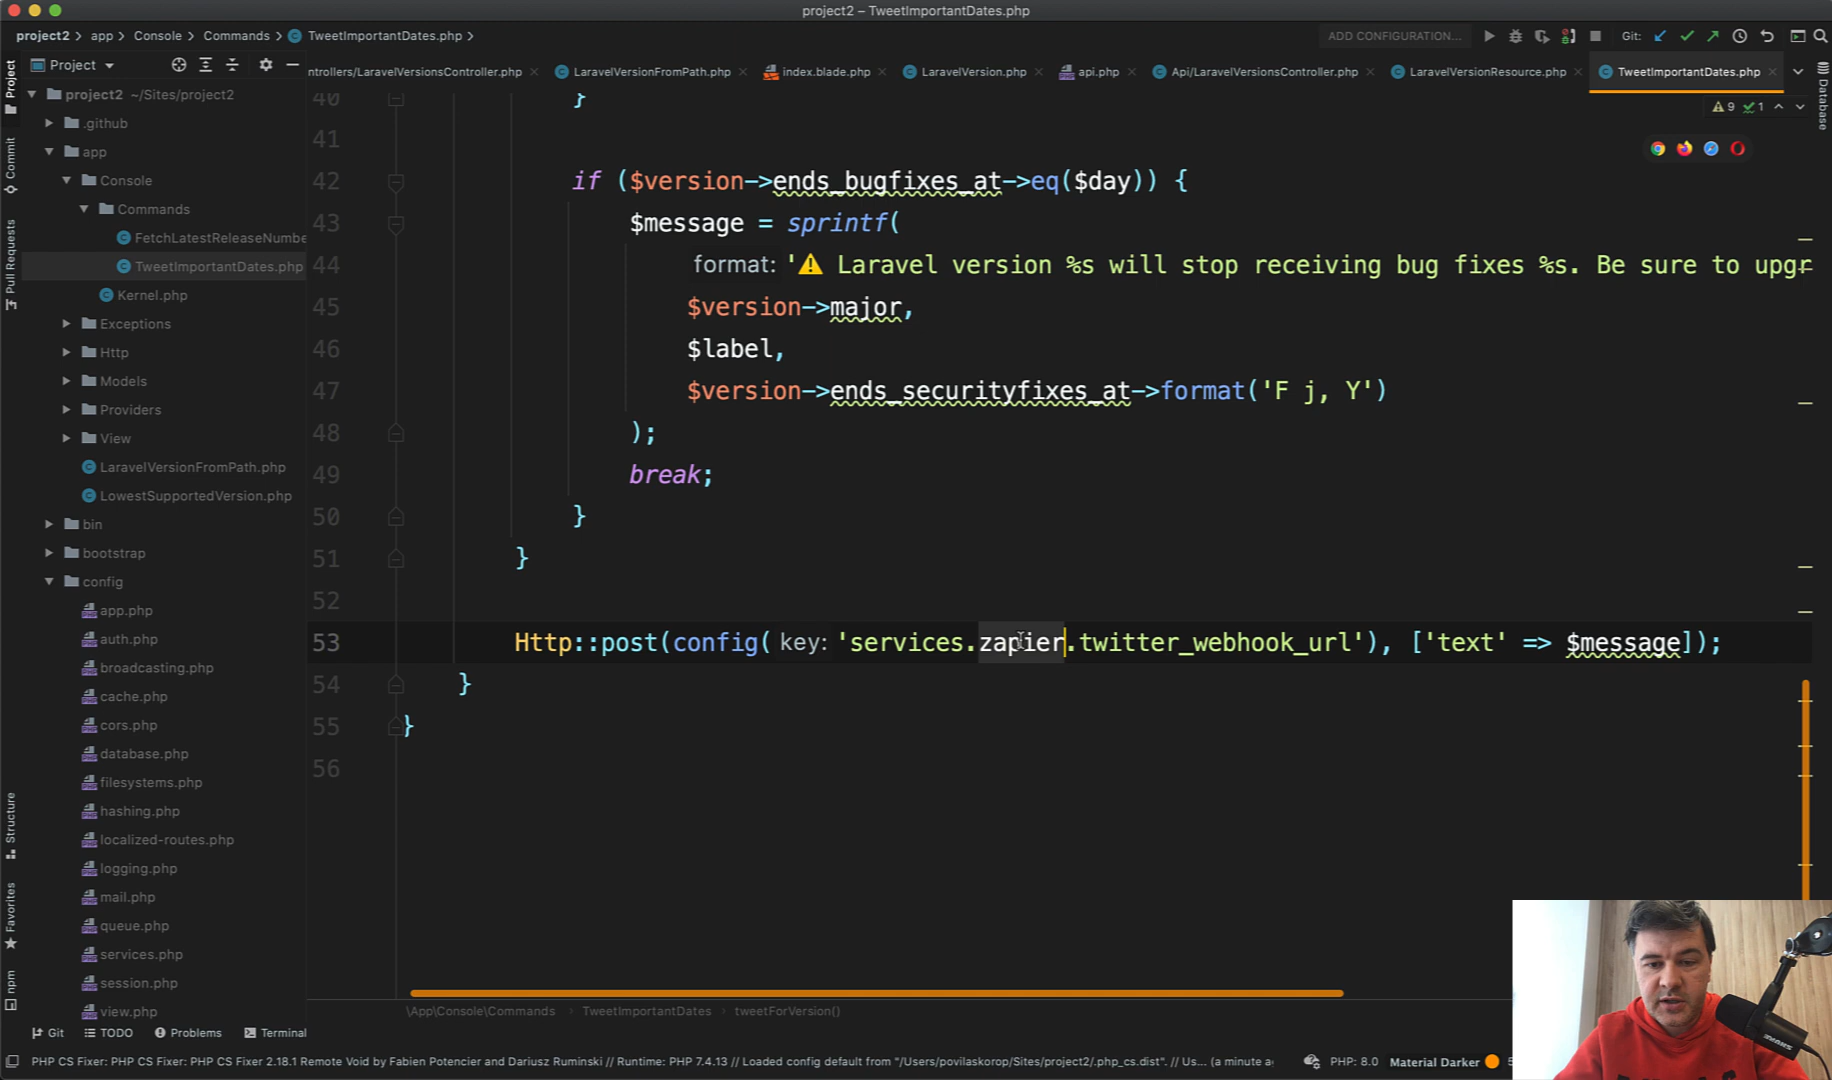 project2 – TweetImportantDates.php
project2 app Console Commands TweetImportantDates.php
ADD CONFIGURATION...
Git:
Project
ntrollers/LaravelVersionsController.php LaravelVersionFromPath.php index.blade.php LaravelVersion.php api.php Api/LaravelVersionsController.php LaravelVersionResource.php TweetImportantDates.php
9 1
Project
Commit
Pull Requests
Structure
Favorites
npm
Database
project2 ~/Sites/project2
.github
app
Console
Commands
FetchLatestReleaseNumbe
TweetImportantDates.php
Kernel.php
Exceptions
Http
Models
Providers
View
LaravelVersionFromPath.php
LowestSupportedVersion.php
bin
bootstrap
config
app.php
auth.php
broadcasting.php
cache.php
cors.php
database.php
filesystems.php
hashing.php
localized-routes.php
logging.php
mail.php
queue.php
services.php
session.php
view.php
40 }
41
42 if ($version->ends_bugfixes_at->eq($day)) {
43 $message = sprintf(
44 format: '⚠ Laravel version %s will stop receiving bug fixes %s. Be sure to upgr
45 $version->major,
46 $label,
47 $version->ends_securityfixes_at->format('F j, Y')
48 );
49 break;
50 }
51 }
52
53 Http::post(config( key: 'services.zapier.twitter_webhook_url'), ['text' => $message]);
54 }
55 }
56
\App\Console\Commands TweetImportantDates tweetForVersion()
Git TODO Problems Terminal
PHP CS Fixer: PHP CS Fixer: PHP CS Fixer 2.18.1 Remote Void by Fabien Potencier and Dariusz Ruminski // Runtime: PHP 7.4.13 // Loaded config default from "/Users/povilaskorop/Sites/project2/.php_cs.dist". // Us... (a minute a PHP: 8.0 Material Darker